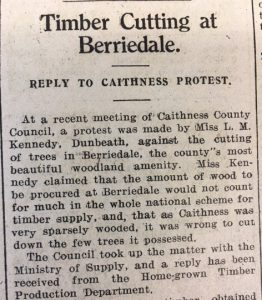 Timber Cutting at
Berriedale.
REPLY TO CAITHNESS PROTEST.
At a recent meeting of Caithness County
Council, a protest was made by Miss L. M.
Kennedy, Dunbeath, against the cutting
of trees in Berriedale, the county"s most
beautiful woodland amenity. Miss Ken-
nedy claimed that the amount of wood to
be procured at Berriedale would not count
for much in the whole national scheme for
timber supply, and, that as Caithness was
very sparsely wooded, it was wrong to cut
down the few trees it possessed.
The Council took up the matter with the
Ministry of Supply, and a reply has been
received from the Home-grown Timber
Production Department.
timber obtained